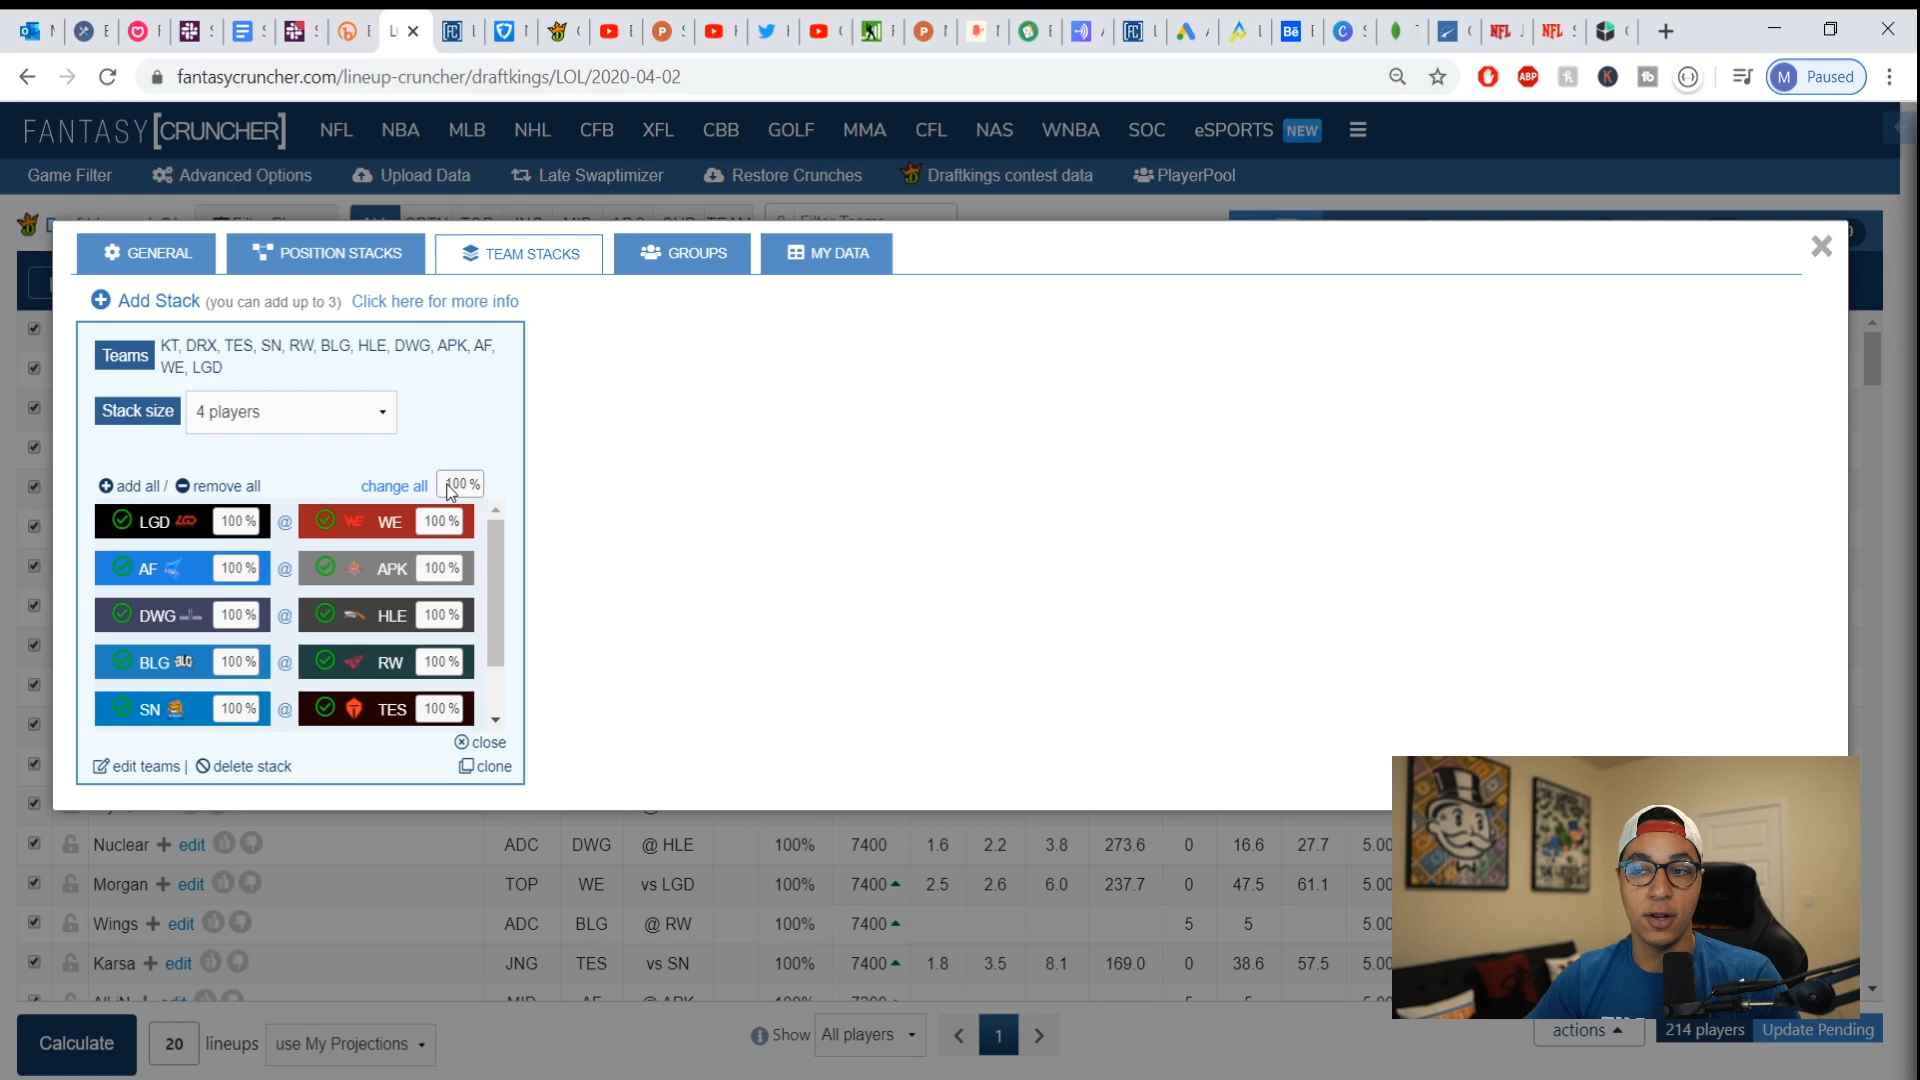 fantasycruncher.com/lineup-cruncher/draftkings/LOL/2020-04-02
ABP
M Paused
FANTASY [CRUNCHER] NFL NBA MLB NHL CFB XFL CBB GOLF MMA CFL NAS WNBA SOC eSPORTS NEW
Game Filter Advanced Options Upload Data Late Swaptimizer Restore Crunches Draftkings contest data PlayerPool
GENERAL POSITION STACKS TEAM STACKS GROUPS MY DATA
Add Stack (you can add up to 3) Click here for more info
Teams KT, DRX, TES, SN, RW, BLG, HLE, DWG, APK, AF,
WE, LGD
Stack size 4 players
add all / remove all change all 100 %
LGD 100 % @ WE 100 %
AF 100 % @ APK 100 %
DWG 100 % @ HLE 100 %
BLG 100 % @ RW 100 %
SN 100 % @ TES 100 %
close
edit teams | delete stack clone
Nuclear + edit ADC DWG @ HLE 100% 7400 1.6 2.2 3.8 273.6 0 16.6 27.7 5.00
Morgan + edit TOP WE vs LGD 100% 7400 2.5 2.6 6.0 237.7 0 47.5 61.1 5.00
Wings + edit ADC BLG @ RW 100% 7400 5 5 5.00
Karsa + edit JNG TES vs SN 100% 7400 1.8 3.5 8.1 169.0 0 38.6 57.5 5.00
Calculate 20 lineups use My Projections Show All players 1 actions 214 players Update Pending